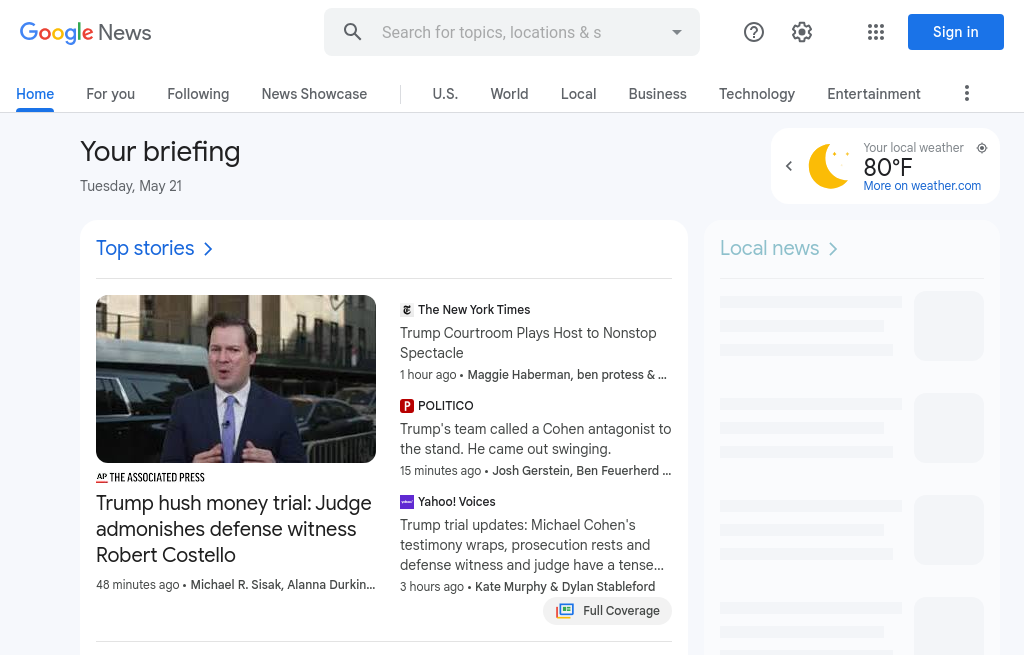 Google News
Search for topics, locations & s
Sign in
Home
For you
Following
News Showcase
U.S.
World
Local
Business
Technology
Entertainment
Your briefing
Tuesday, May 21
Your local weather
80°F
More on weather.com
Top stories
AP THE ASSOCIATED PRESS
Trump hush money trial: Judge
admonishes defense witness
Robert Costello
48 minutes ago • Michael R. Sisak, Alanna Durkin…
The New York Times
Trump Courtroom Plays Host to Nonstop
Spectacle
1 hour ago • Maggie Haberman, ben protess & …
P POLITICO
Trump's team called a Cohen antagonist to
the stand. He came out swinging.
15 minutes ago • Josh Gerstein, Ben Feuerherd …
Yahoo! Voices
Trump trial updates: Michael Cohen's
testimony wraps, prosecution rests and
defense witness and judge have a tense…
3 hours ago • Kate Murphy & Dylan Stableford
Full Coverage
Local news